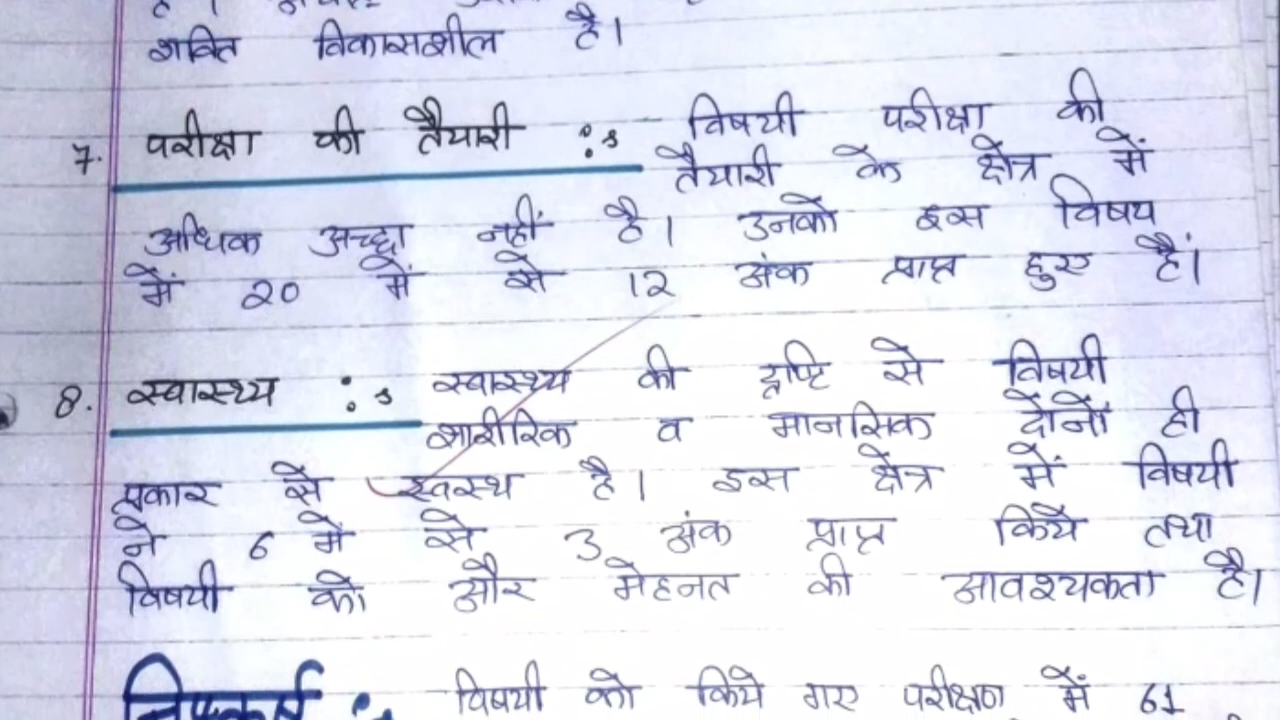 शक्ति विकासशील है।
7. परीक्षा की तैयारी :s विषयी परीक्षा की
तैयारी के क्षेत्र में
अधिक अच्छा नहीं है। उनको इस विषय
में 20 में से 12 अंक प्राप्त हुए हैं।
8. स्वास्थ्य :s स्वास्थ्य की दृष्टि से विषयी
शारीरिक व मानसिक दोनों ही
प्रकार से स्वस्थ है। इस क्षेत्र में विषयी
ने 6 में से 3 अंक प्राप्त किये तथा
विषयी को और मेहनत की आवश्यकता है।
निष्कर्ष : विषयी को किये गए परीक्षण में 61